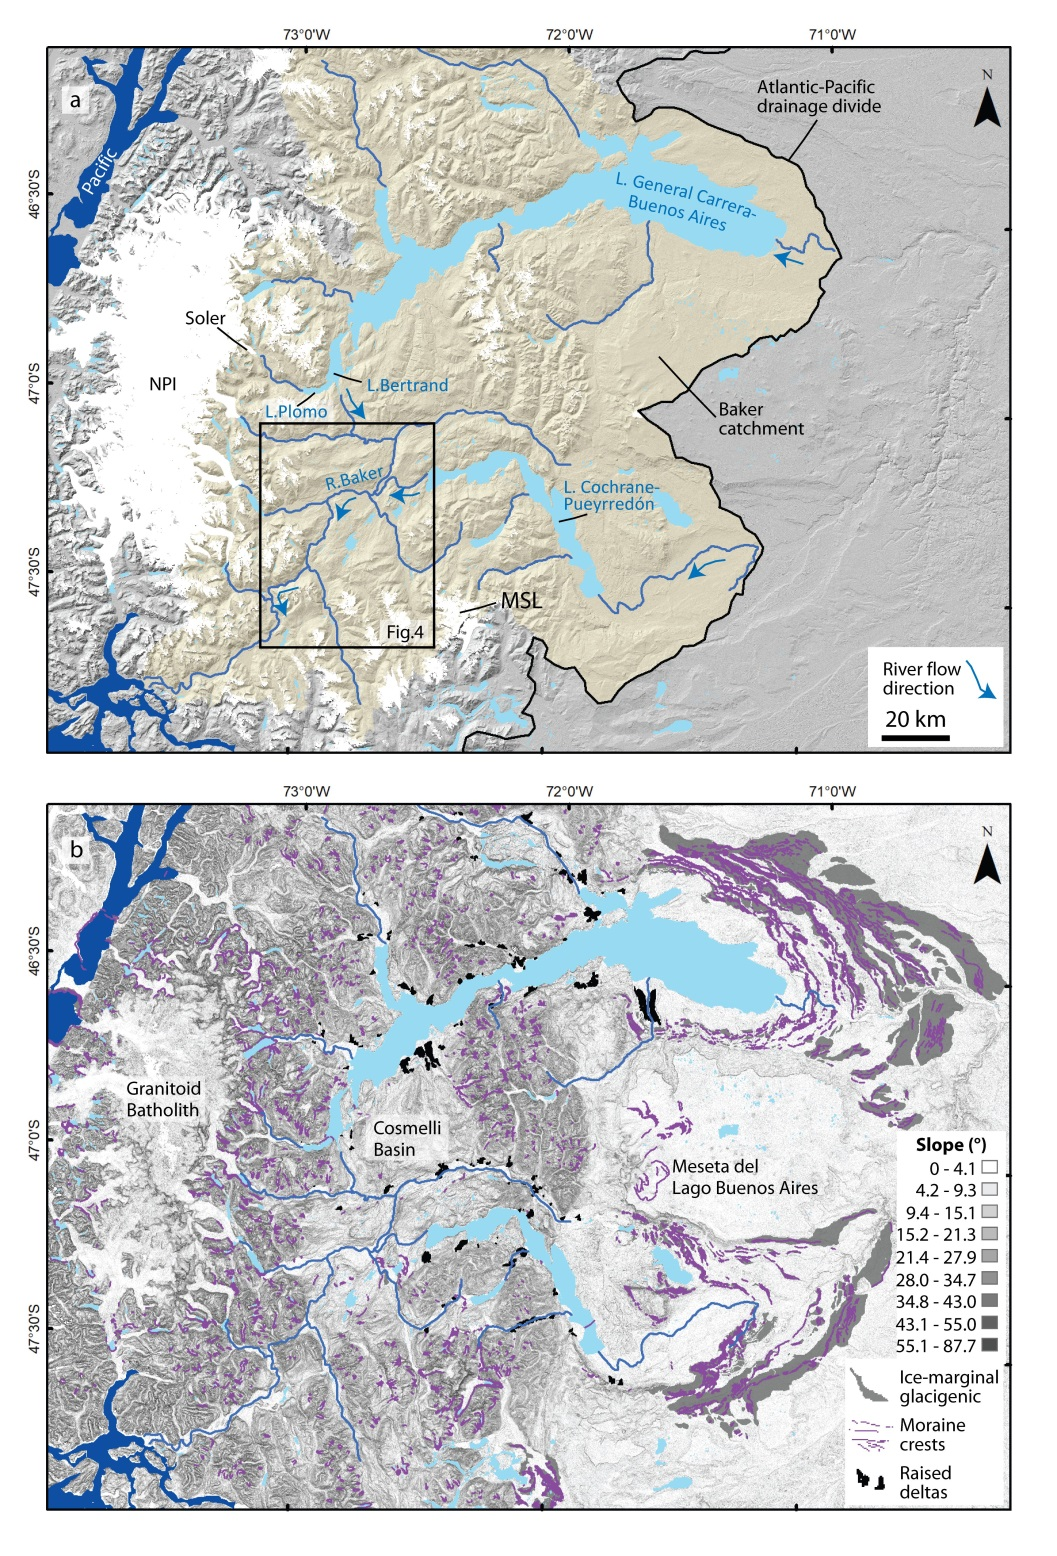 73°0'W
72°0'W
71°0'W
a
N
Atlantic-Pacific
drainage divide
Pacific
46°30'S
L. General Carrera-
Buenos Aires
Soler
NPI
L.Bertrand
47°0'S
L.Plomo
Baker
catchment
R.Baker
L. Cochrane-
Pueyrredón
47°30'S
MSL
Fig.4
River flow
direction
20 km
73°0'W
72°0'W
71°0'W
b
N
46°30'S
Granitoid
Batholith
Cosmelli
Basin
47°0'S
Meseta del
Lago Buenos Aires
Slope (°)
0 - 4.1
4.2 - 9.3
9.4 - 15.1
15.2 - 21.3
21.4 - 27.9
28.0 - 34.7
34.8 - 43.0
43.1 - 55.0
55.1 - 87.7
47°30'S
Ice-marginal
glacigenic
Moraine
crests
Raised
deltas